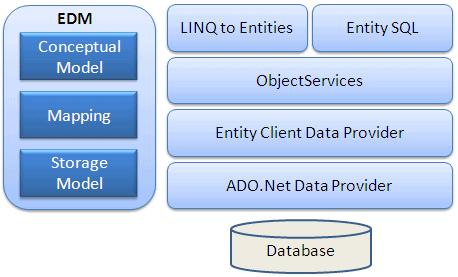 EDM
Conceptual
Model
Mapping
Storage
Model
LINQ to Entities
Entity SQL
ObjectServices
Entity Client Data Provider
ADO.Net Data Provider
Database